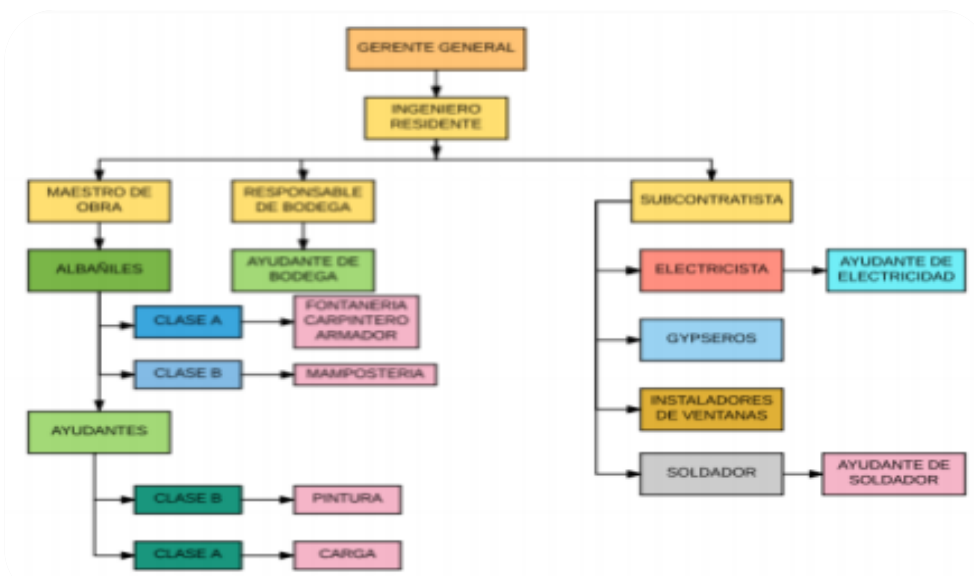 GERENTE GENERAL
INGENIERO
RESIDENTE
MAESTRO DE
OBRA
RESPONSABLE
DE BODEGA
SUBCONTRATISTA
ALBAÑILES
AYUDANTE DE
BODEGA
ELECTRICISTA
AYUDANTE DE
ELECTRICIDAD
CLASE A
FONTANERIA
CARPINTERO
ARMADOR
GYPSEROS
CLASE B
MAMPOSTERIA
INSTALADORES
DE VENTANAS
AYUDANTES
SOLDADOR
AYUDANTE DE
SOLDADOR
CLASE B
PINTURA
CLASE A
CARGA